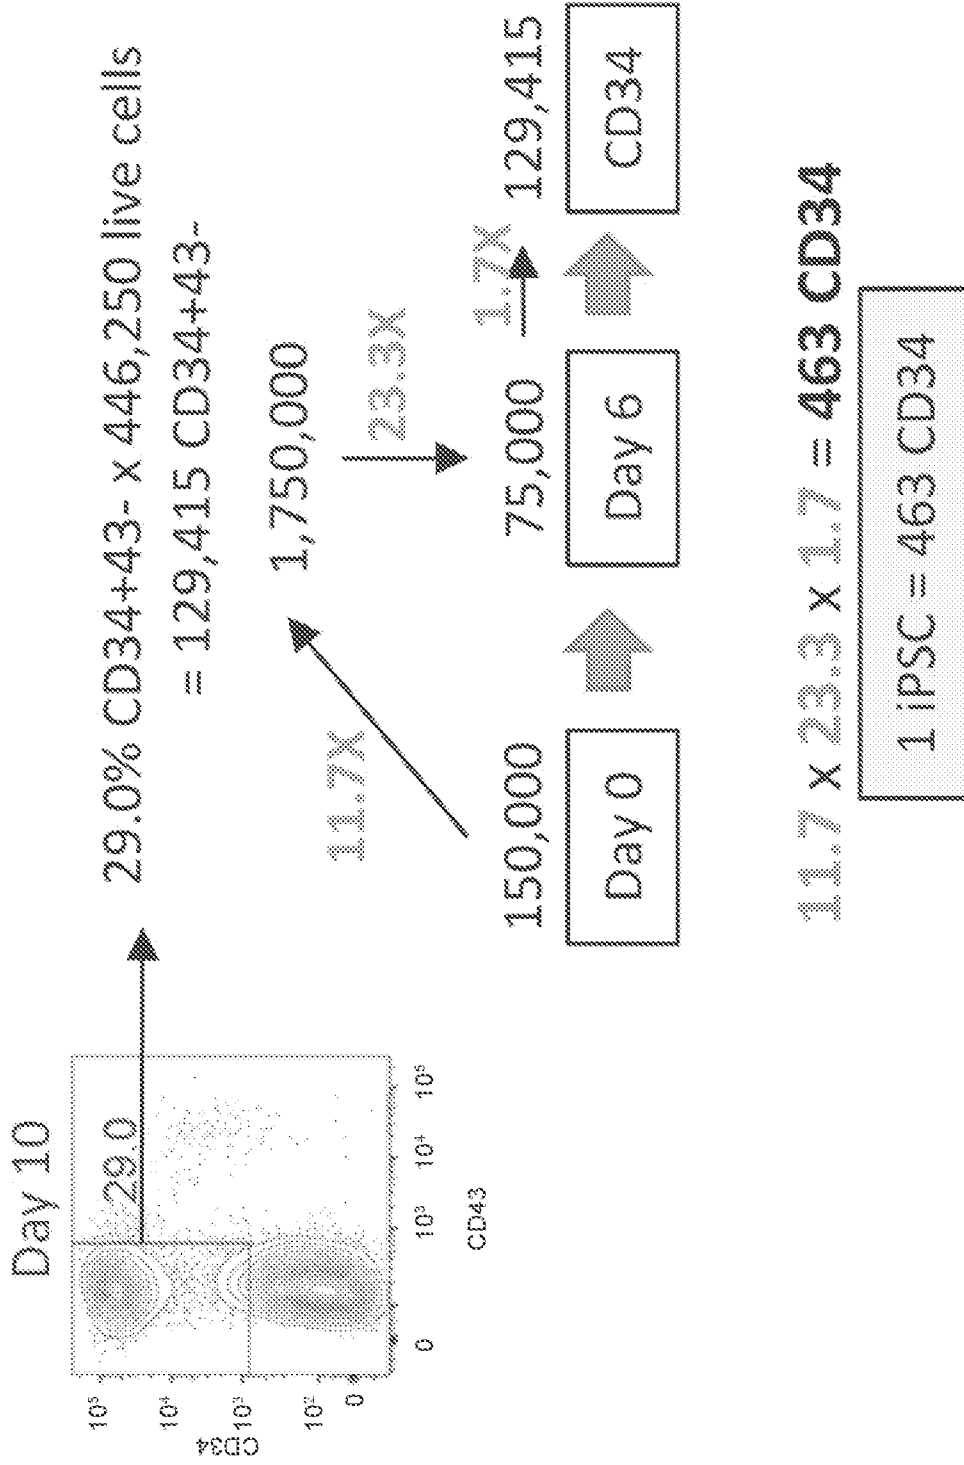 Day 10
29.0
10⁵
10⁴
10³
10²
0
CD34
0
10³
10⁴
10⁵
CD43
29.0% CD34+43- x 446,250 live cells
= 129,415 CD34+43-
1,750,000
11.7X
23.3X
1.7X
150,000
75,000
129,415
Day 0
Day 6
CD34
11.7 x 23.3 x 1.7 = 463 CD34
1 iPSC = 463 CD34